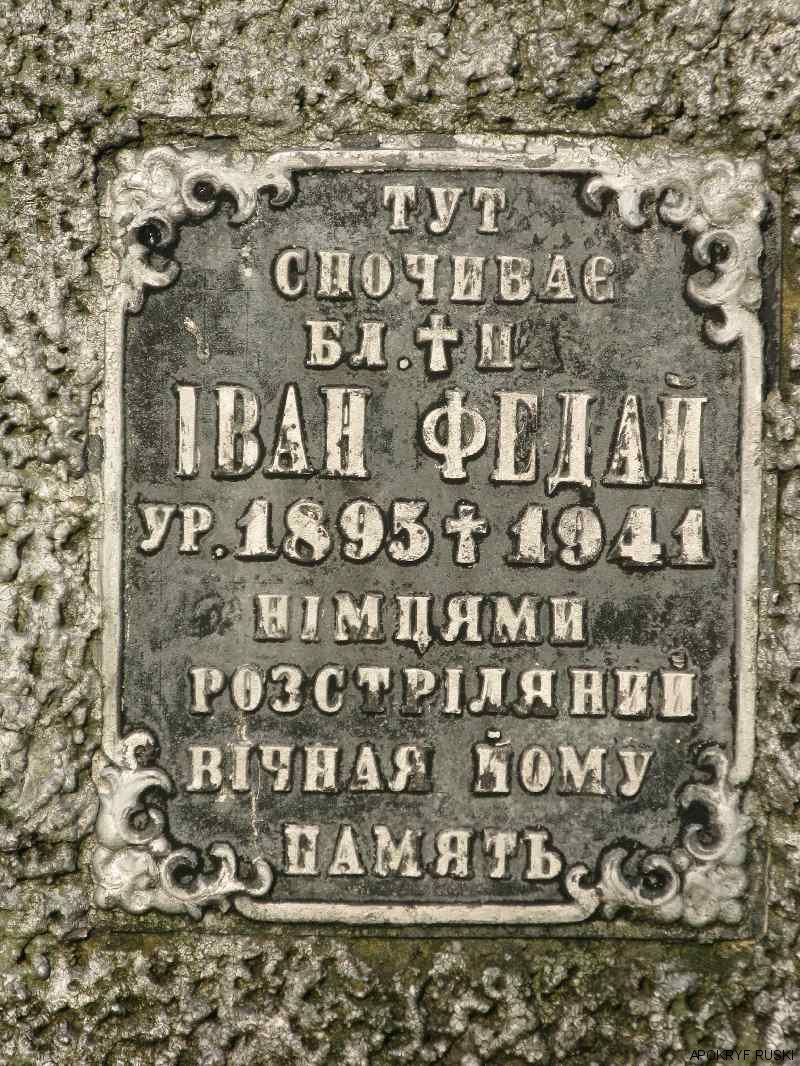 ТУТ
СПОЧИВАЄ
БЛ. ✝ П.
ІВАН ФЕДАЙ
УР. 1895 ✝ 1941
НІМЦЯМИ
РОЗСТРІЛЯНИЙ
ВІЧНАЯ ЙОМУ
ПАМЯТЬ
APOKRYF RUSKI